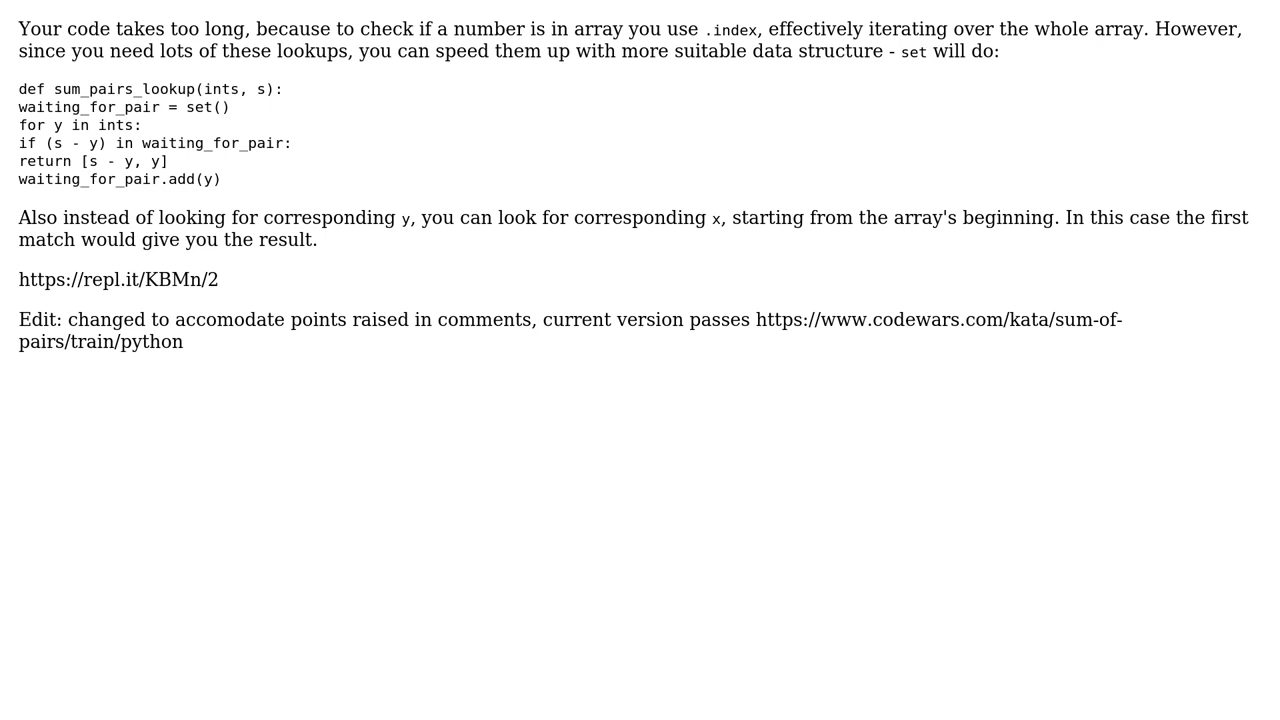 Your code takes too long, because to check if a number is in array you use .index, effectively iterating over the whole array. However,
since you need lots of these lookups, you can speed them up with more suitable data structure - set will do:
def sum_pairs_lookup(ints, s):
waiting_for_pair = set()
for y in ints:
if (s - y) in waiting_for_pair:
return [s - y, y]
waiting_for_pair.add(y)
Also instead of looking for corresponding y, you can look for corresponding x, starting from the array's beginning. In this case the first
match would give you the result.
https://repl.it/KBMn/2
Edit: changed to accomodate points raised in comments, current version passes https://www.codewars.com/kata/sum-of-
pairs/train/python